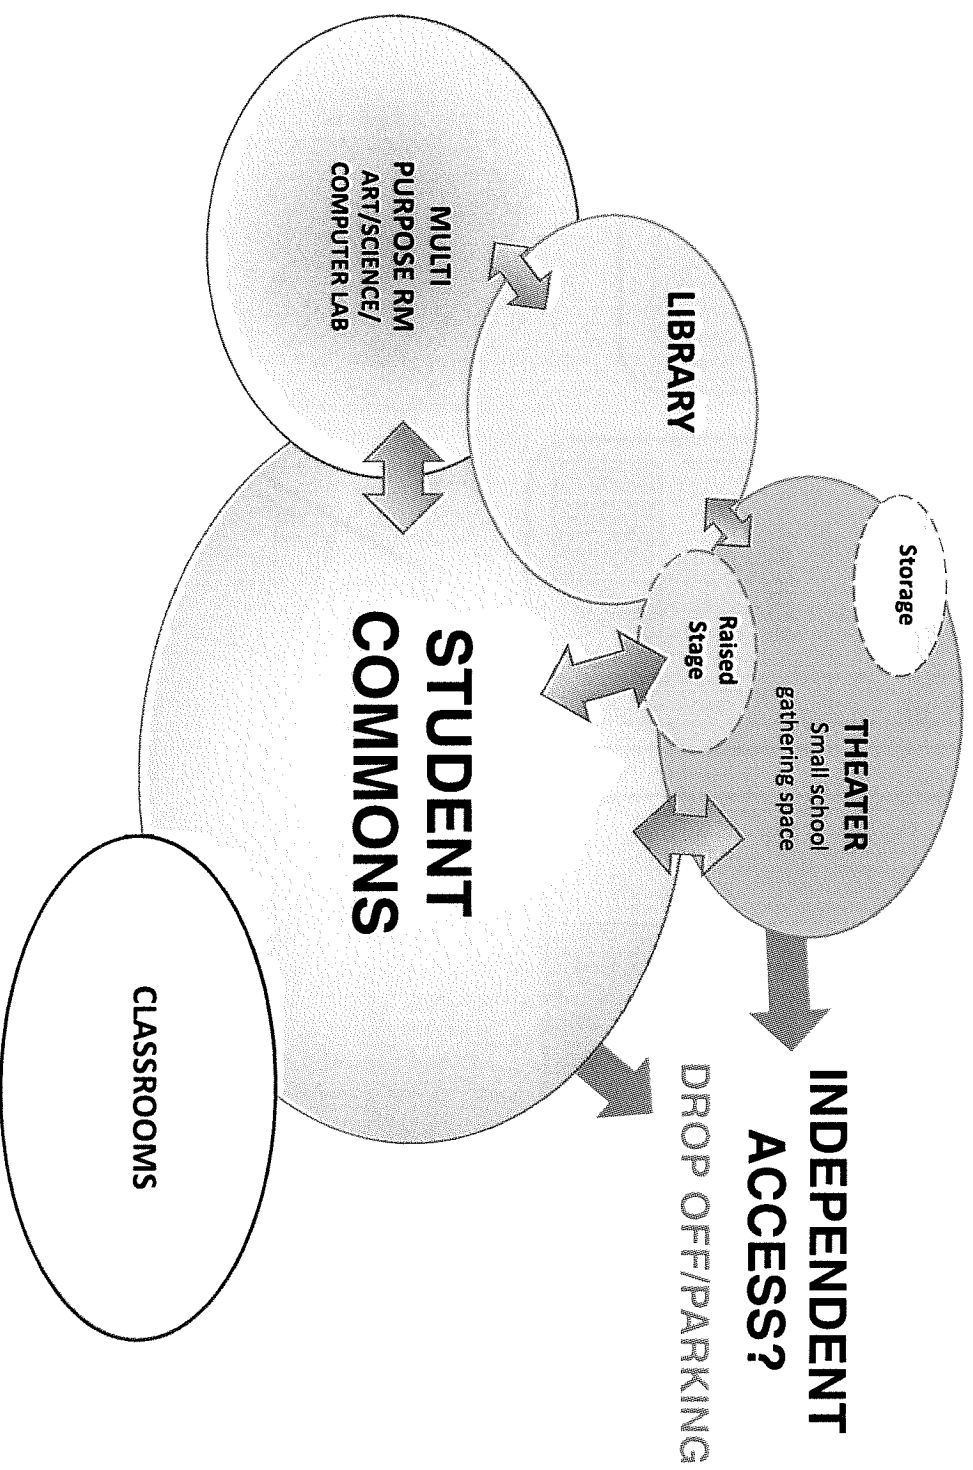 Storage
THEATER
Small school
gathering space
Raised
Stage
LIBRARY
MULTI
PURPOSE RM
ART/SCIENCE/
COMPUTER LAB
STUDENT
COMMONS
INDEPENDENT
ACCESS?
DROP OFF/PARKING
CLASSROOMS